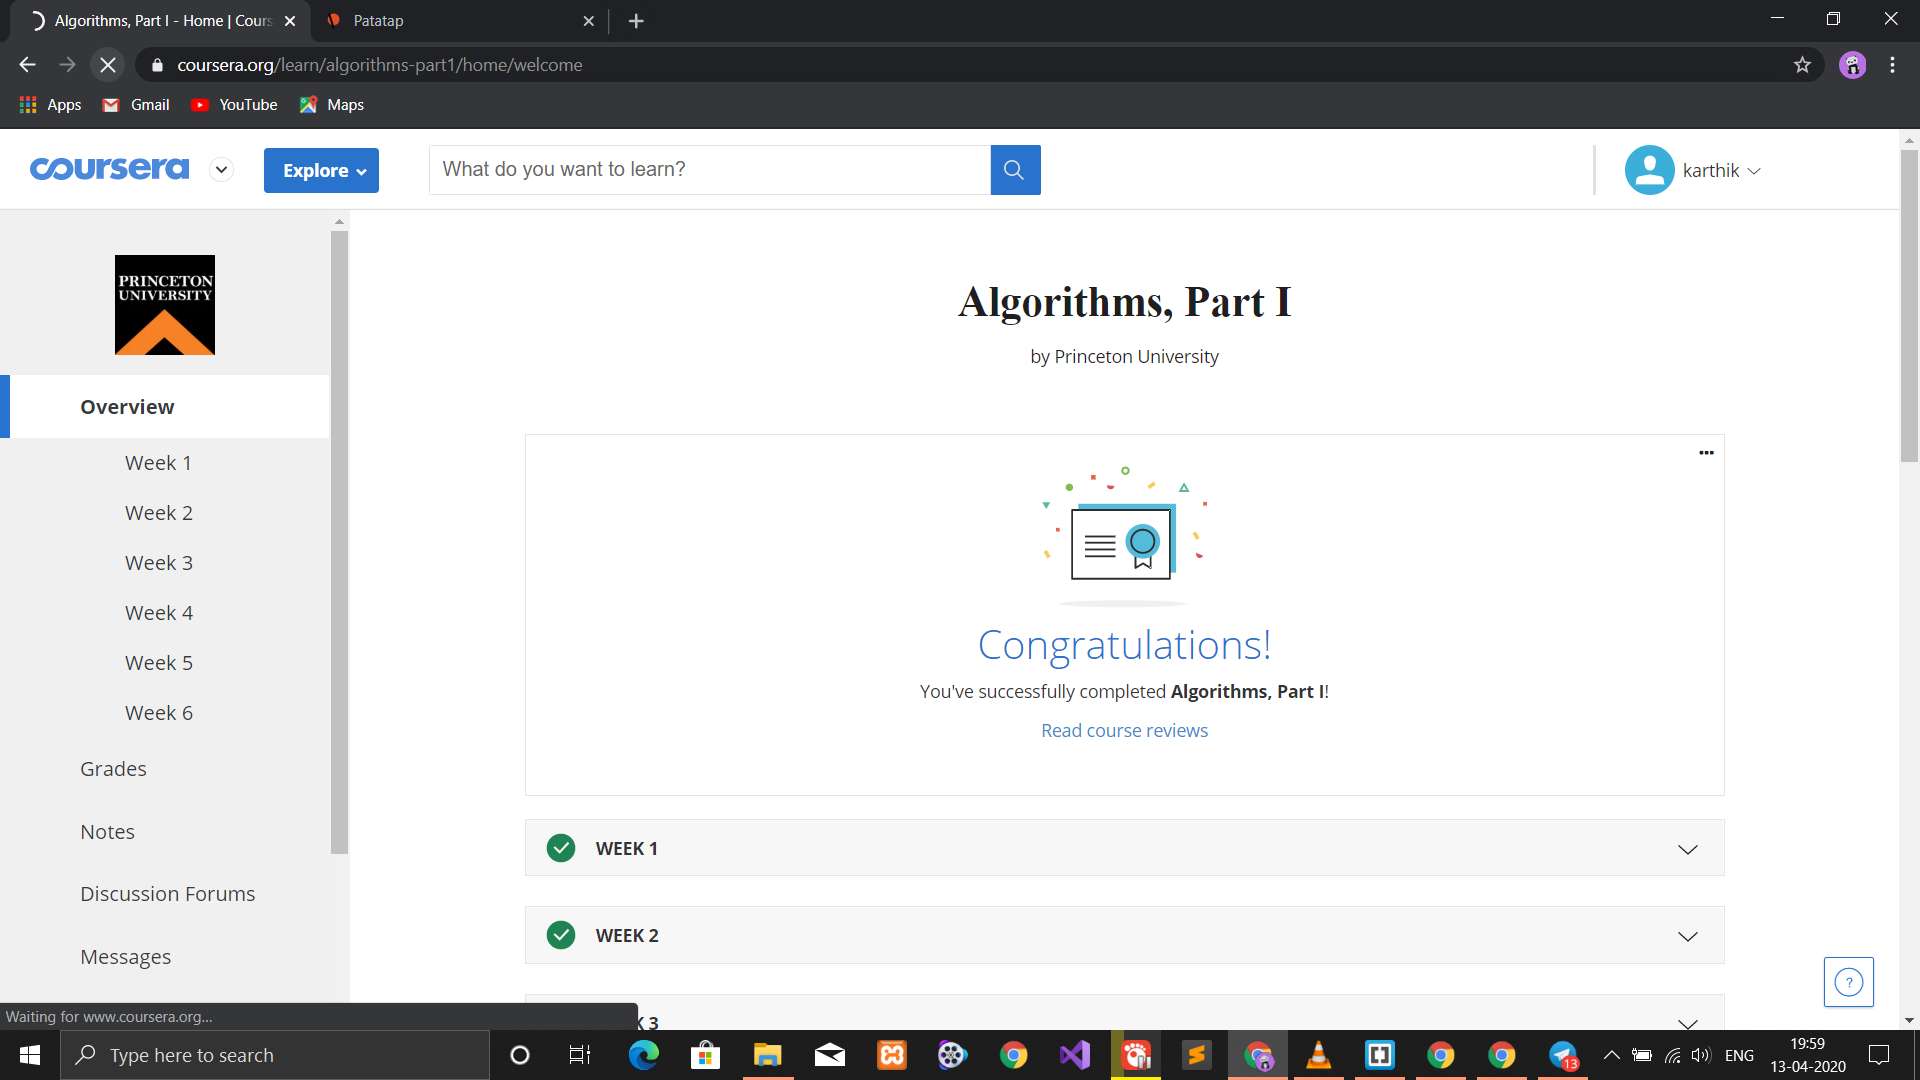 Algorithms, Part I - Home | Cours
Patatap
coursera.org/learn/algorithms-part1/home/welcome
Apps
Gmail
YouTube
Maps
coursera
Explore
What do you want to learn?
karthik
PRINCETON
UNIVERSITY
Overview
Week 1
Week 2
Week 3
Week 4
Week 5
Week 6
Grades
Notes
Discussion Forums
Messages
Algorithms, Part I
by Princeton University
Congratulations!
You've successfully completed Algorithms, Part I!
Read course reviews
WEEK 1
WEEK 2
K 3
?
Waiting for www.coursera.org...
Type here to search
13
ENG
19:59
13-04-2020